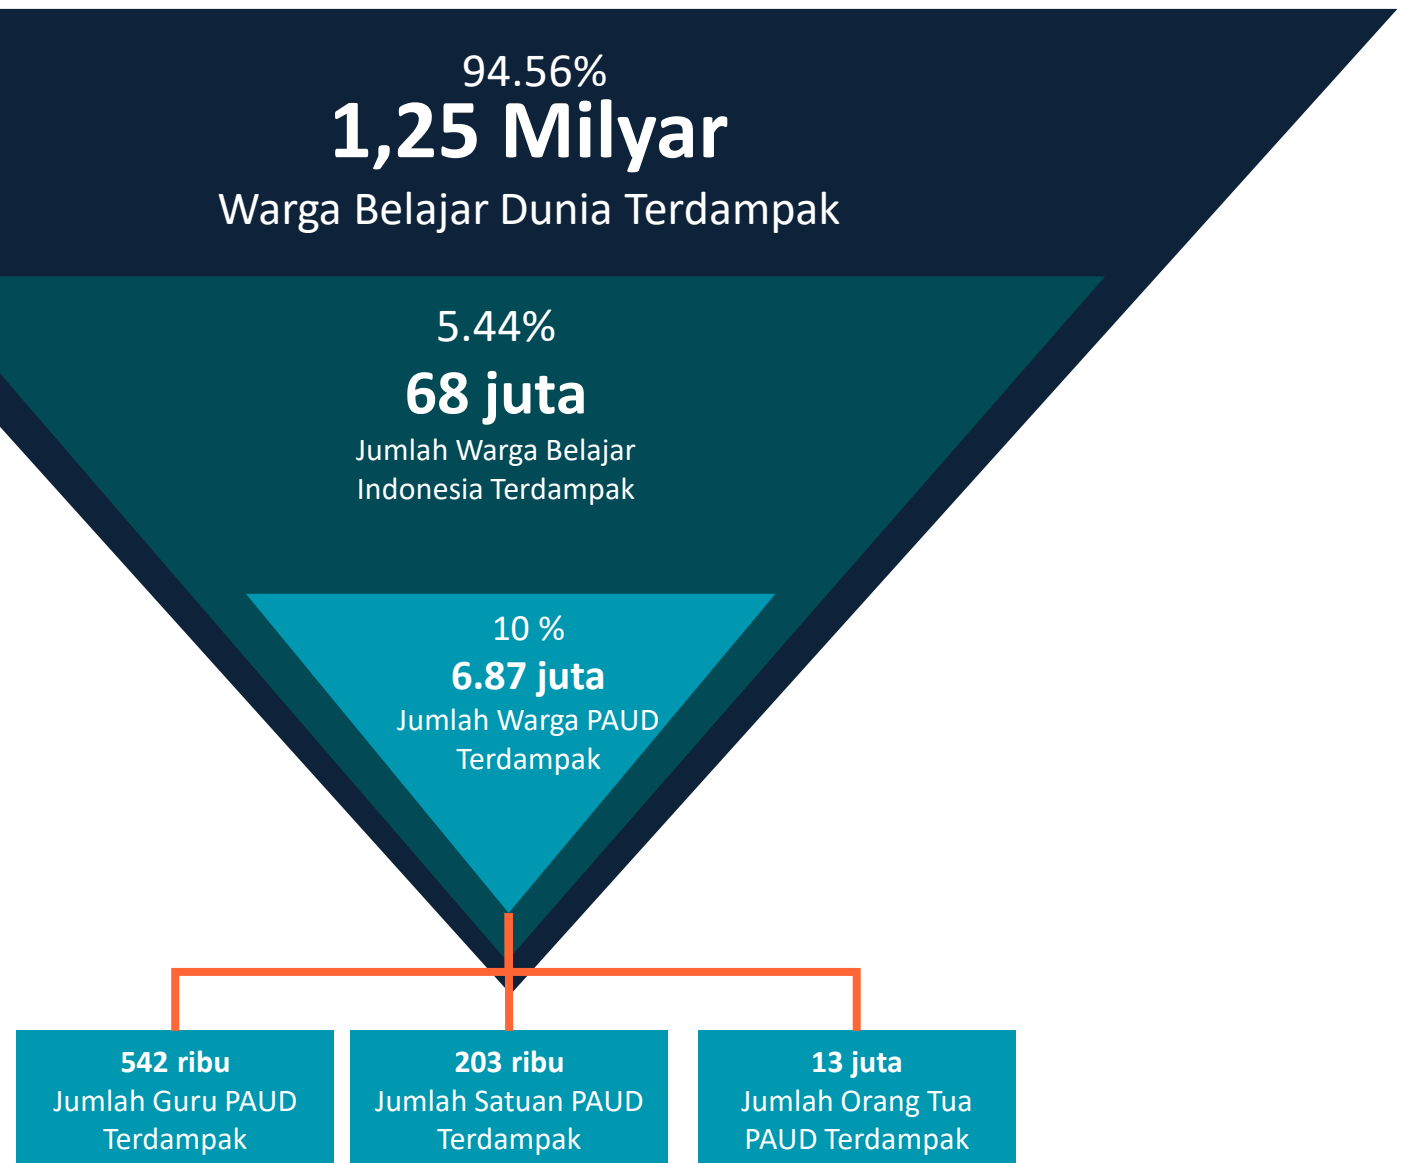 94.56%
1,25 Milyar
Warga Belajar Dunia Terdampak
5.44%
68 juta
Jumlah Warga Belajar
Indonesia Terdampak
10 %
6.87 juta
Jumlah Warga PAUD
Terdampak
542 ribu
Jumlah Guru PAUD
Terdampak
203 ribu
Jumlah Satuan PAUD
Terdampak
13 juta
Jumlah Orang Tua
PAUD Terdampak